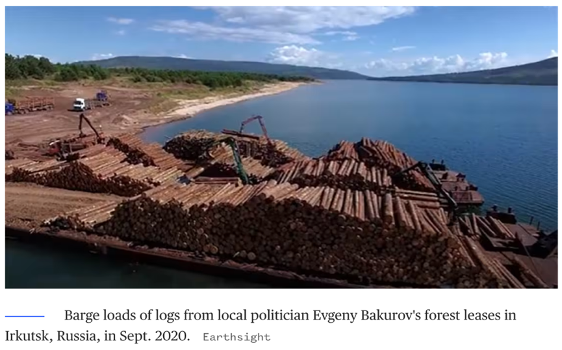 Barge loads of logs from local politician Evgeny Bakurov's forest leases in
Irkutsk, Russia, in Sept. 2020. Earthsight